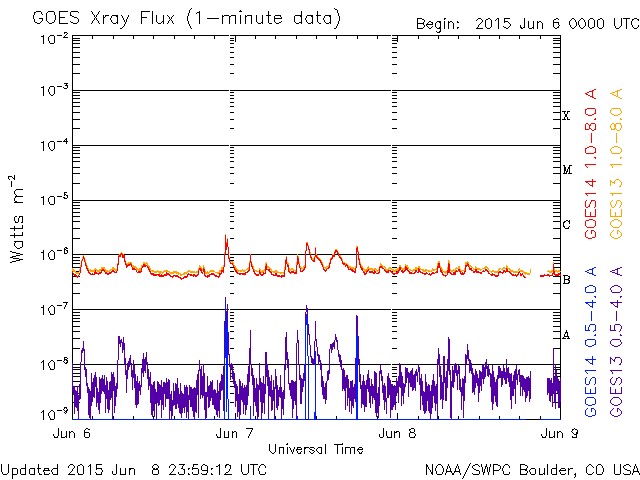 GOES Xray Flux (1-minute data)
Begin: 2015 Jun 6 0000 UTC
10-2
10-3
10-4
10-5
10-6
10-7
10-8
10-9
Watts m-2
X
M
C
B
A
GOES14 1.0-8.0 A
GOES13 1.0-8.0 A
GOES14 0.5-4.0 A
GOES13 0.5-4.0 A
Jun 6
Jun 7
Jun 8
Jun 9
Universal Time
Updated 2015 Jun 8 23:59:12 UTC
NOAA/SWPC Boulder, CO USA